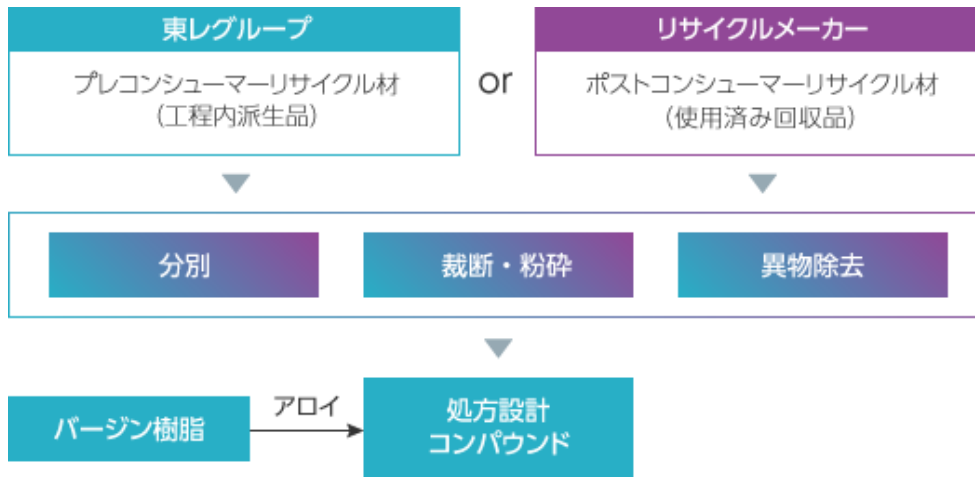 東レグループ
プレコンシューマーリサイクル材
(工程内派生品)
or
リサイクルメーカー
ポストコンシューマーリサイクル材
(使用済み回収品)
分別
裁断・粉砕
異物除去
バージン樹脂
アロイ
処方設計
コンパウンド